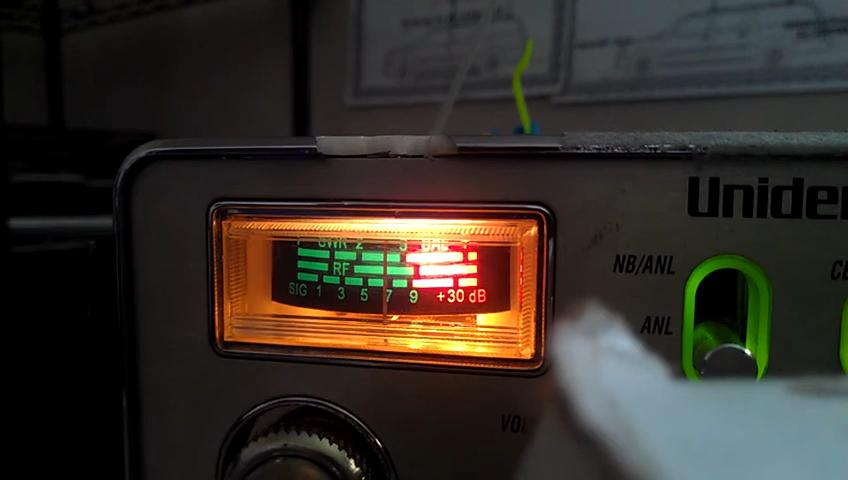 Uniden
SWR 2 3
RF
SIG 1 3 5 7 9 +30 dB
NB/ANL
ANL
VOL